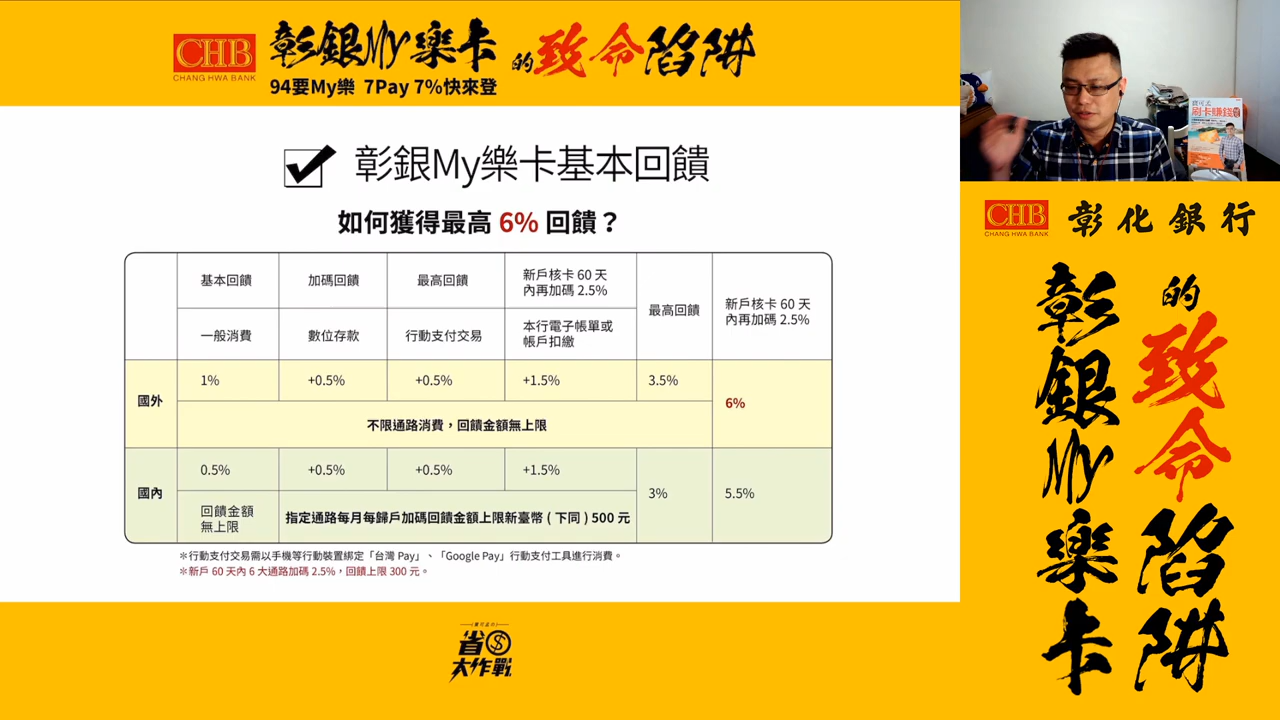 CHB
CHANG HWA BANK
彰銀My樂卡的致命陷阱
94要My樂 7Pay 7%快來登
彰銀My樂卡基本回饋
如何獲得最高 6% 回饋？
基本回饋
加碼回饋
最高回饋
新戶核卡 60 天
內再加碼 2.5%
最高回饋
新戶核卡 60 天
內再加碼 2.5%
一般消費
數位存款
行動支付交易
本行電子帳單或
帳戶扣繳
國外
1%
+0.5%
+0.5%
+1.5%
3.5%
6%
不限通路消費，回饋金額無上限
國內
0.5%
+0.5%
+0.5%
+1.5%
3%
5.5%
回饋金額
無上限
指定通路每月每歸戶加碼回饋金額上限新臺幣 ( 下同 ) 500 元
＊行動支付交易需以手機等行動裝置綁定「台灣 Pay」、「Google Pay」行動支付工具進行消費。
＊新戶 60 天內 6 大通路加碼 2.5%，回饋上限 300 元。
省$
大作戰
寶可孟
刷卡賺錢
CHB
CHANG HWA BANK
彰化銀行
彰銀My樂卡
的致命陷阱